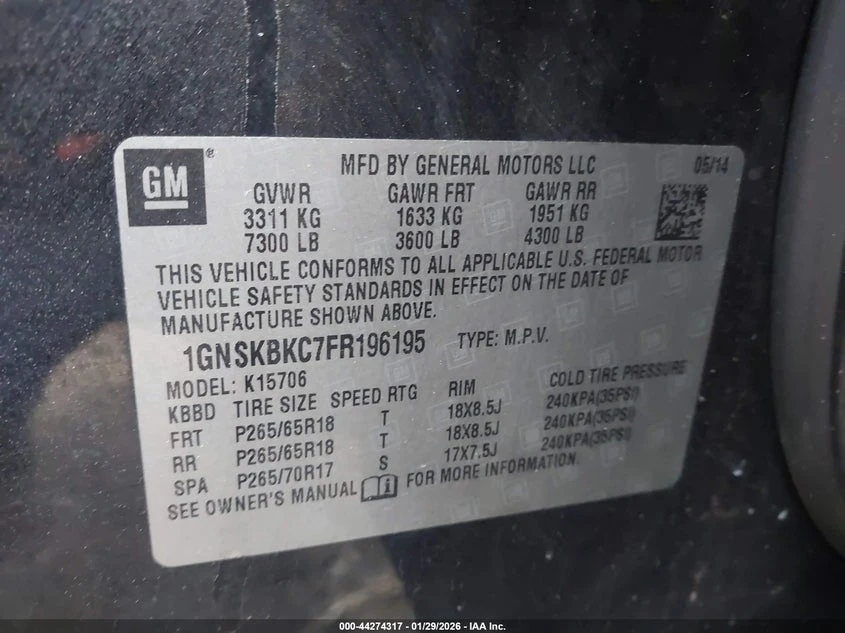 GM ®
MFD BY GENERAL MOTORS LLC 05/14
GVWR GAWR FRT GAWR RR
3311 KG 1633 KG 1951 KG
7300 LB 3600 LB 4300 LB
THIS VEHICLE CONFORMS TO ALL APPLICABLE U.S. FEDERAL MOTOR
VEHICLE SAFETY STANDARDS IN EFFECT ON THE DATE OF
MANUFACTURE SHOWN ABOVE.
1GNSKBKC7FR196195 TYPE: M.P.V.
MODEL: K15706
KBBD TIRE SIZE SPEED RTG RIM COLD TIRE PRESSURE
FRT P265/65R18 T 18X8.5J 240KPA(35PSI)
RR P265/65R18 T 18X8.5J 240KPA(35PSI)
SPA P265/70R17 S 17X7.5J 240KPA(35PSI)
SEE OWNER'S MANUAL FOR MORE INFORMATION.
000-44274317 - 01/29/2026 - IAA Inc.